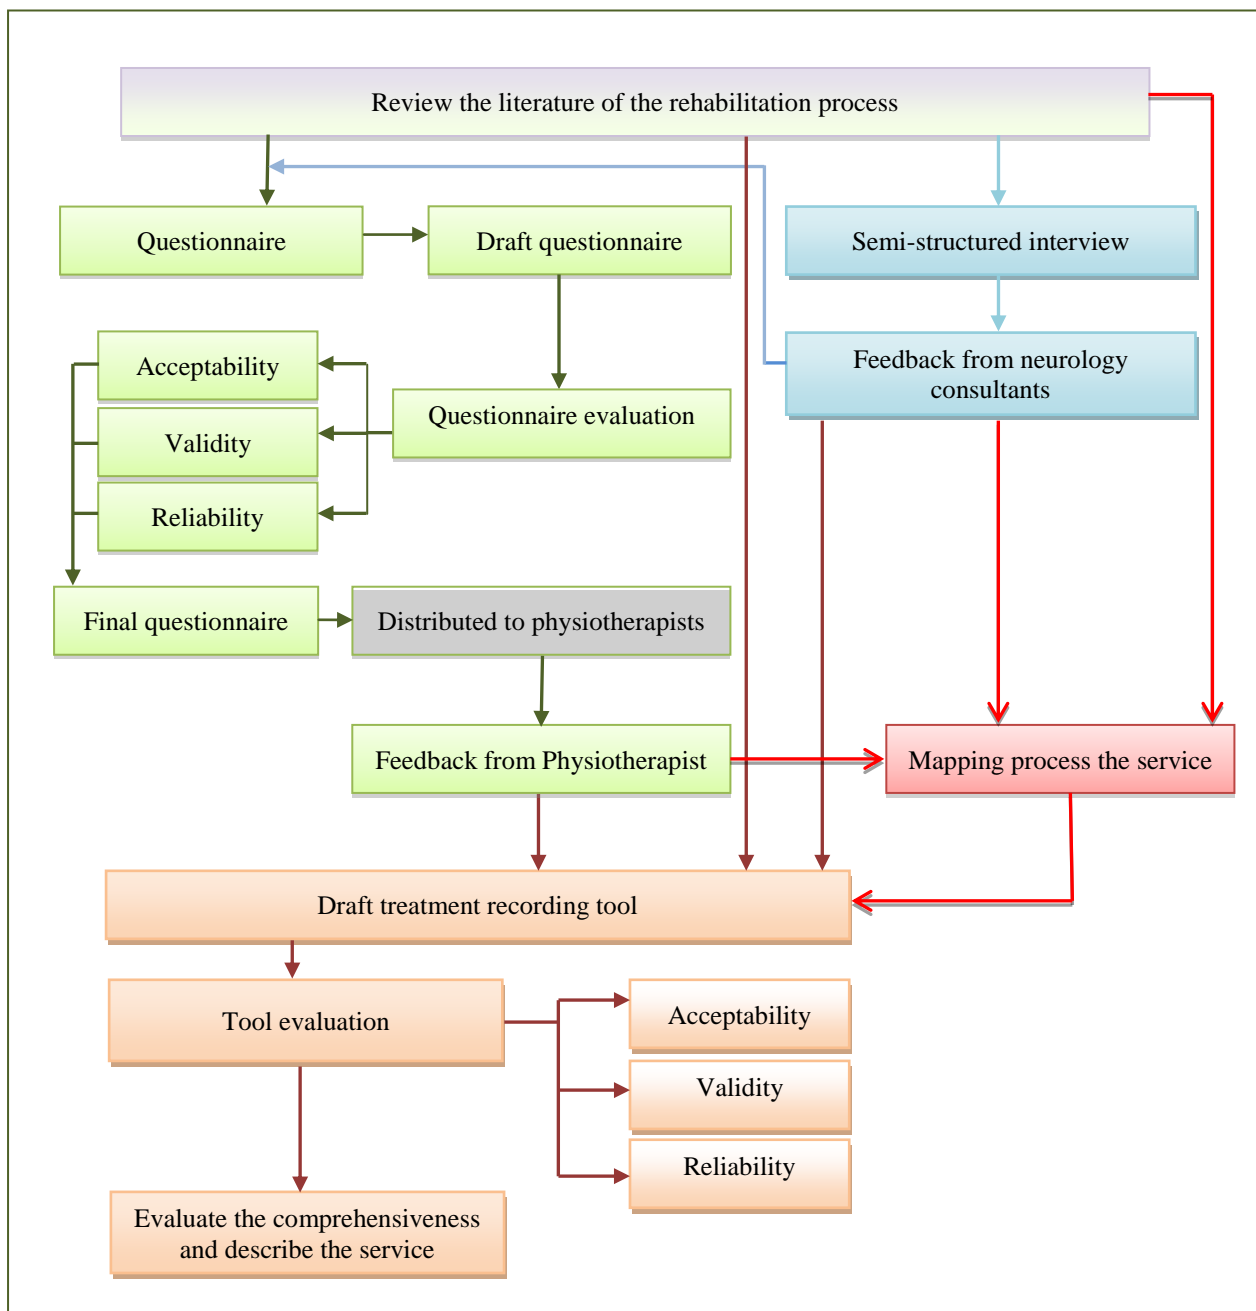 Review the literature of the rehabilitation process
Questionnaire
Draft questionnaire
Semi-structured interview
Acceptability
Feedback from neurology
consultants
Questionnaire evaluation
Validity
Reliability
Final questionnaire
Distributed to physiotherapists
Feedback from Physiotherapist
Mapping process the service
Draft treatment recording tool
Tool evaluation
Acceptability
Validity
Reliability
Evaluate the comprehensiveness
and describe the service